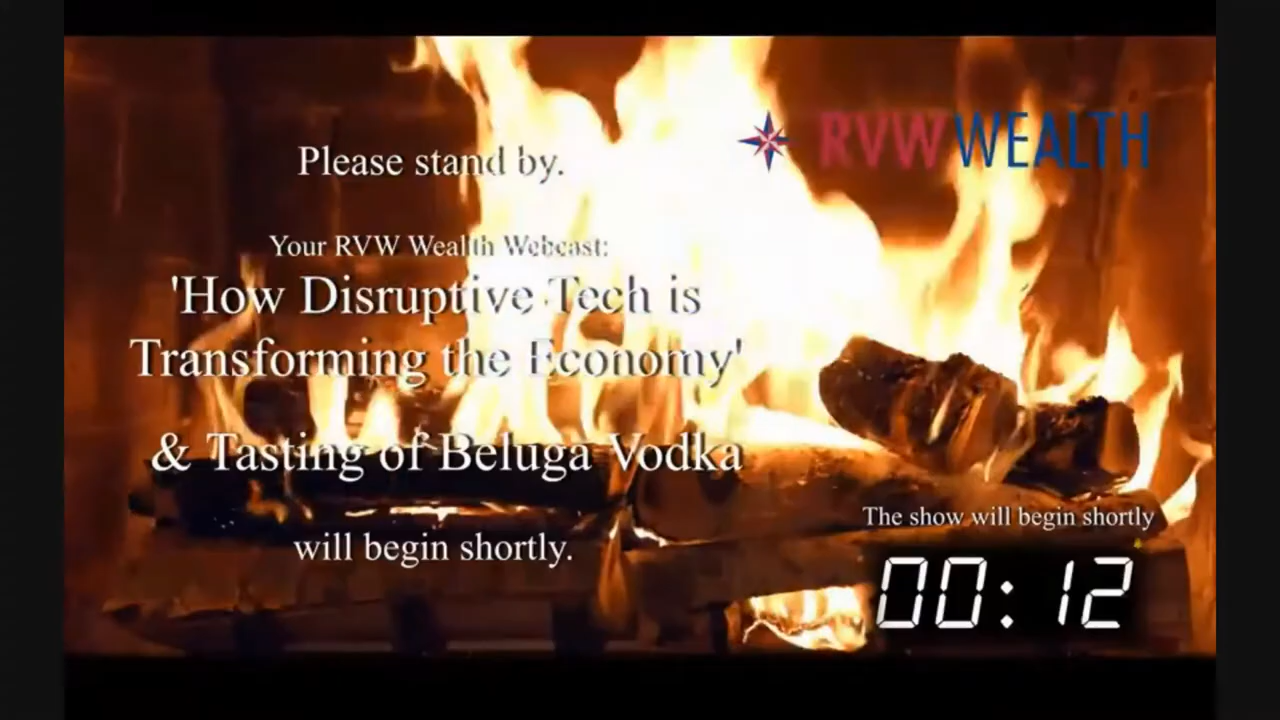 Please stand by.
RVW WEALTH
Your RVW Wealth Webcast:
'How Disruptive Tech is
Transforming the Economy'
& Tasting of Beluga Vodka
will begin shortly.
The show will begin shortly
00:12